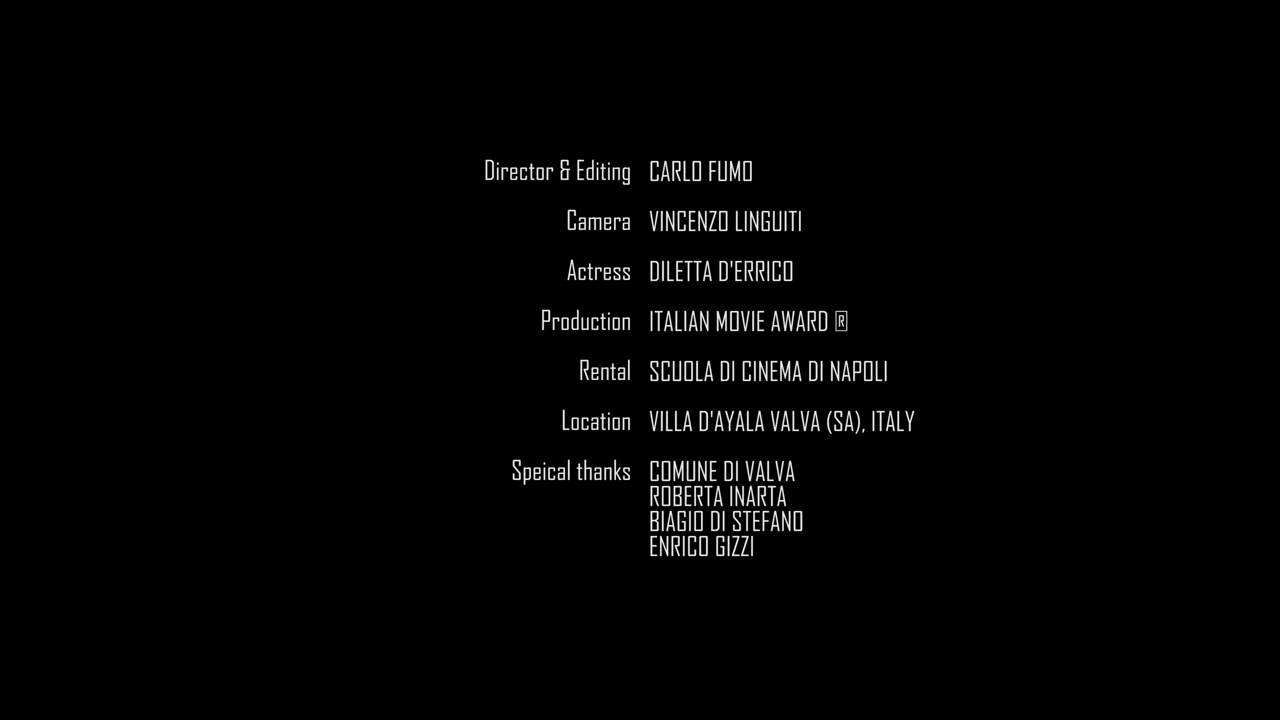 Director & Editing CARLO FUMO
Camera VINCENZO LINGUITI
Actress DILETTA D'ERRICO
Production ITALIAN MOVIE AWARD ®
Rental SCUOLA DI CINEMA DI NAPOLI
Location VILLA D'AYALA VALVA (SA), ITALY
Speical thanks COMUNE DI VALVA
ROBERTA INARTA
BIAGIO DI STEFANO
ENRICO GIZZI